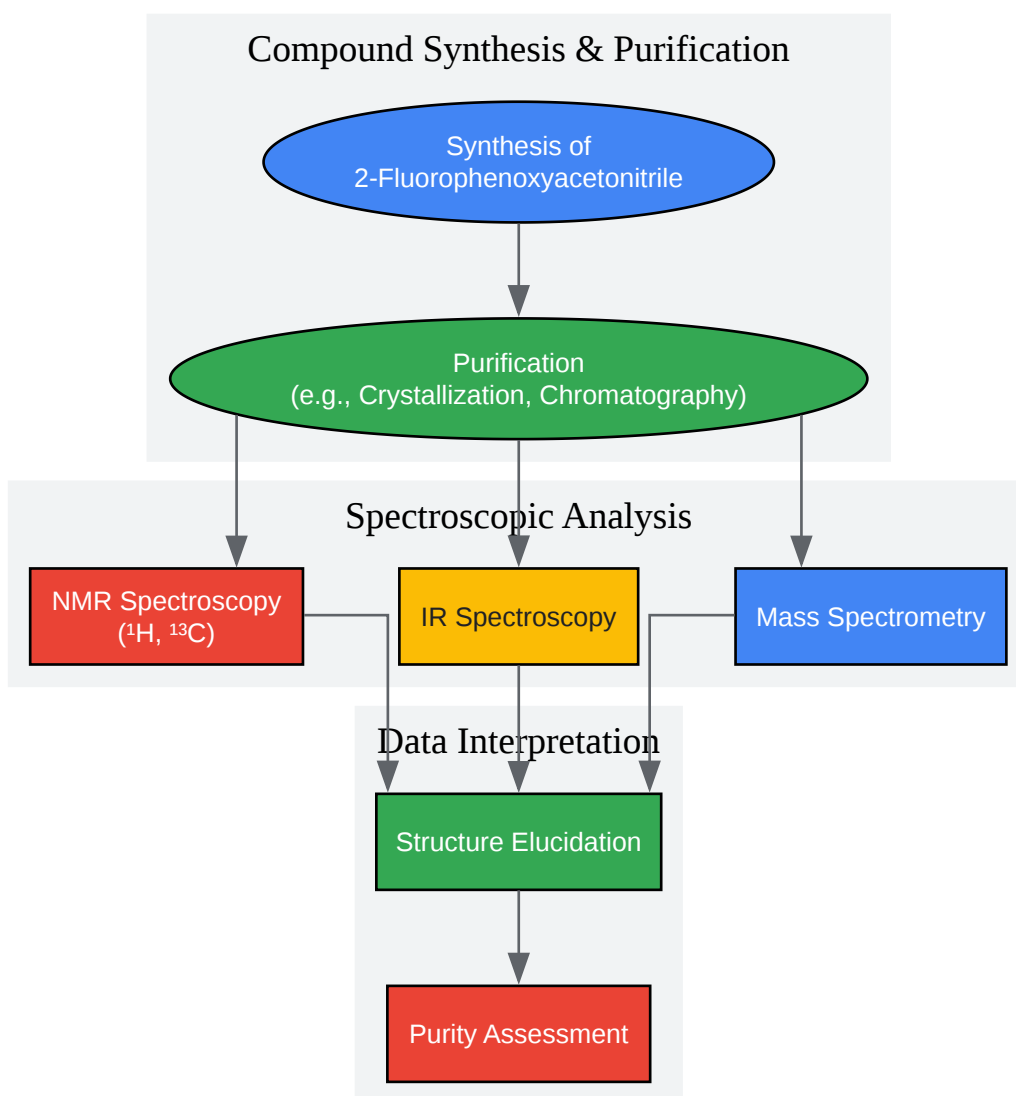 Compound Synthesis & Purification
Synthesis of
2-Fluorophenoxyacetonitrile
Purification
(e.g., Crystallization, Chromatography)
Spectroscopic Analysis
NMR Spectroscopy
(¹H, ¹³C)
IR Spectroscopy
Mass Spectrometry
Data Interpretation
Structure Elucidation
Purity Assessment